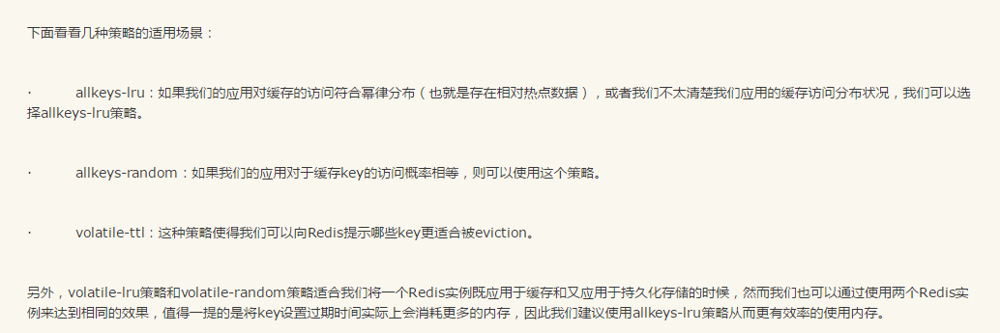 下面看看几种策略的适用场景：
· allkeys-lru：如果我们的应用对缓存的访问符合幂律分布（也就是存在相对热点数据），或者我们不太清楚我们应用的缓存访问分布状况，我们可以选
择allkeys-lru策略。
· allkeys-random：如果我们的应用对于缓存key的访问概率相等，则可以使用这个策略。
· volatile-ttl：这种策略使得我们可以向Redis提示哪些key更适合被eviction。
另外，volatile-lru策略和volatile-random策略适合我们将一个Redis实例既应用于缓存和又应用于持久化存储的时候，然而我们也可以通过使用两个Redis实
例来达到相同的效果，值得一提的是将key设置过期时间实际上会消耗更多的内存，因此我们建议使用allkeys-lru策略从而更有效率的使用内存。